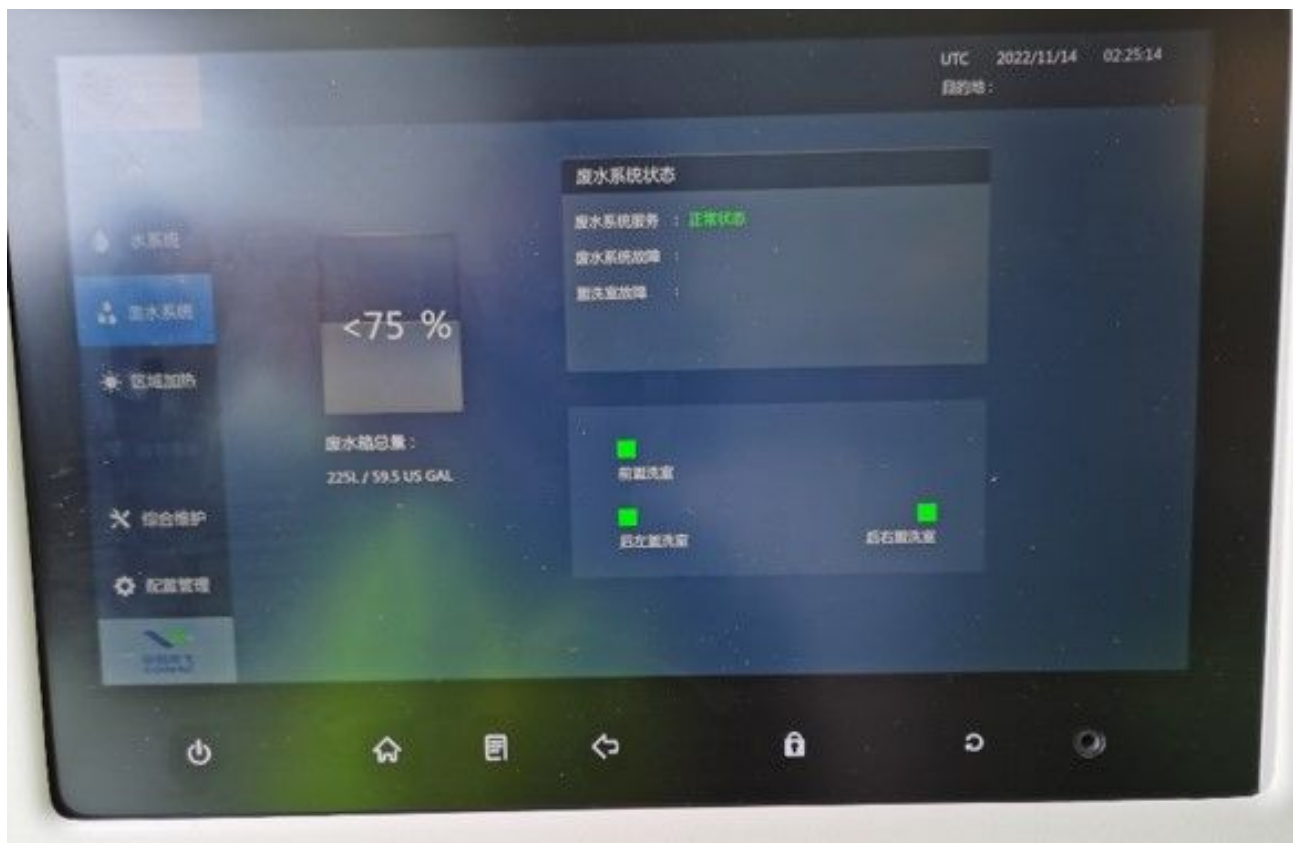 UTC 2022/11/14 02:25:14
目的地：
水系统
废水系统
区域加热
综合维护
配置管理
<75 %
废水箱总量：
225L / 59.5 US GAL
废水系统状态
废水系统服务 ： 正常状态
废水系统故障 ：
盥洗室故障 ：
前盥洗室
后左盥洗室
后右盥洗室